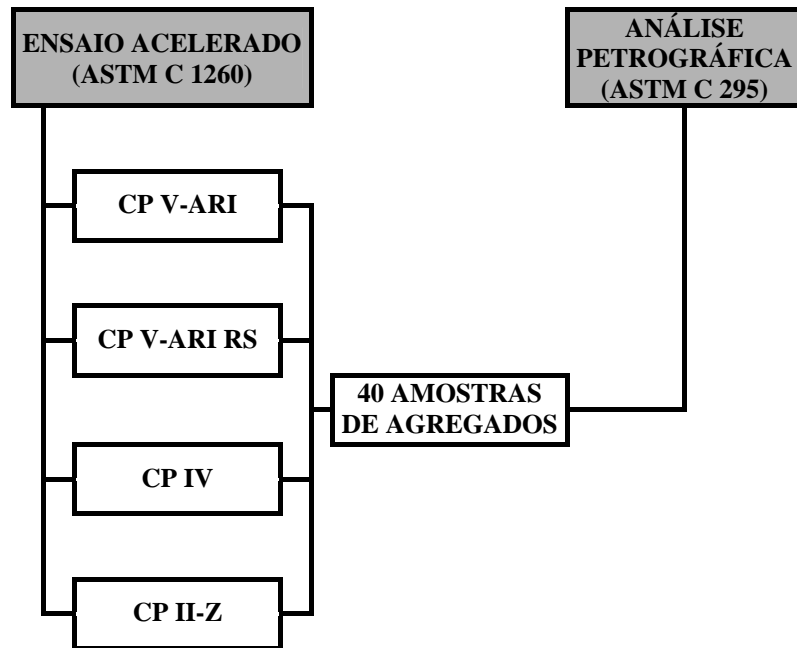 ENSAIO ACELERADO
(ASTM C 1260)
ANÁLISE
PETROGRÁFICA
(ASTM C 295)
CP V-ARI
CP V-ARI RS
40 AMOSTRAS
DE AGREGADOS
CP IV
CP II-Z